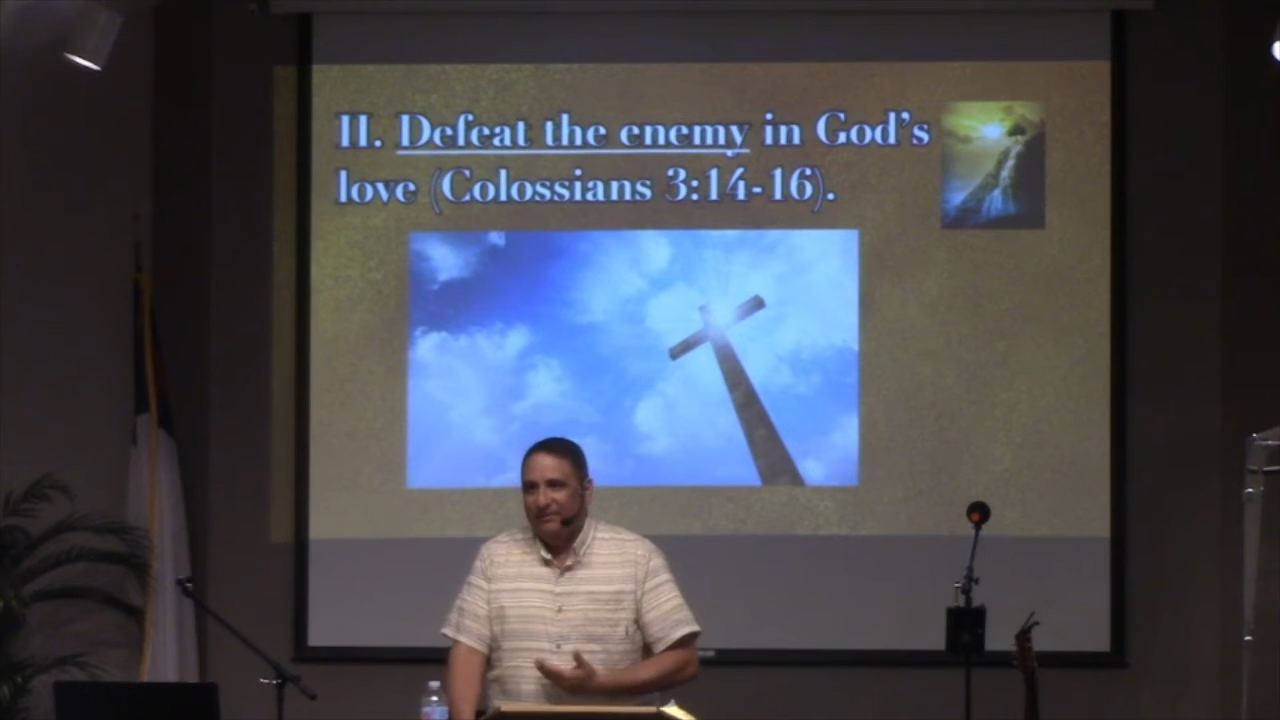 II. Defeat the enemy in God's
love (Colossians 3:14-16).